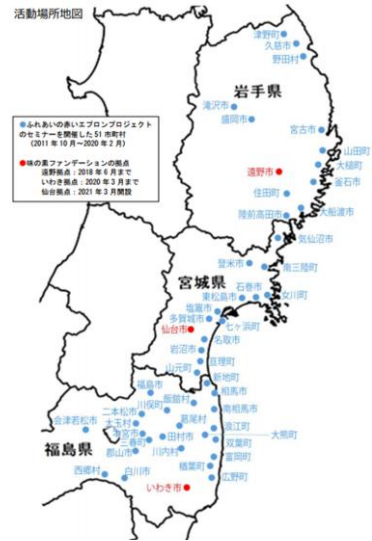 活動場所地図
津野町
久慈市
野田村
岩手県
滝沢市
盛岡市
宮古市
●ふれあいの赤いエプロンプロジェクト
のセミナーを開催した51市町村
(2011年10月～2020年2月)
●味の素ファンデーションの拠点
遠野拠点：2018年6月まで
いわき拠点：2020年3月まで
仙台拠点：2021年3月開設
山田町
大槌町
遠野市
釜石市
住田町
陸前高田市
大船渡市
気仙沼市
登米市
南三陸町
宮城県
石巻
東松島市
女川町
塩竈市
多賀城市
七ヶ浜町
仙台市
名取市
岩沼市
亘理町
山元町
新地町
福島市
相馬市
飯舘村
川俣町
南相馬市
二本松市
葛尾村
大玉村
浪江町
会津若松市
本宮市
田村市
大熊町
三春町
双葉町
福島県
郡山市
川内村
富岡町
楢葉町
西郷村
白川市
広野町
いわき市